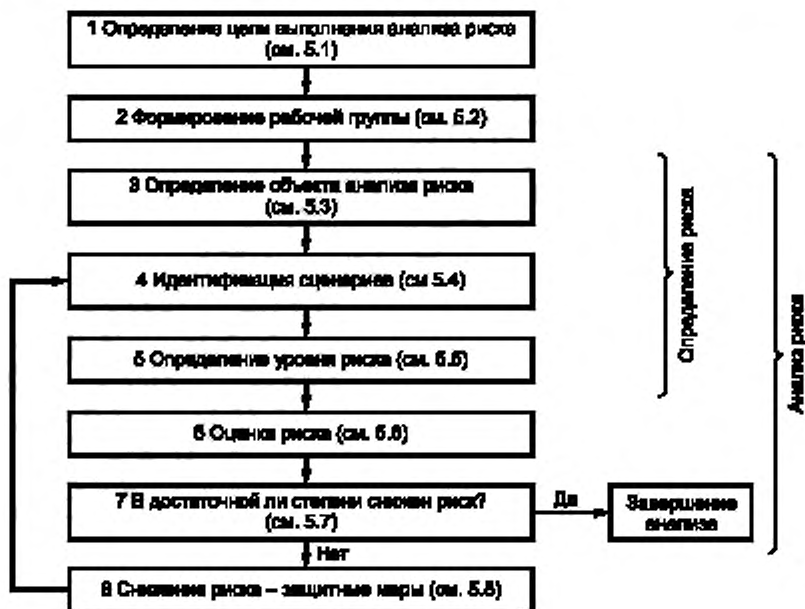 1 Определение цели выполнения анализа риска
(см. 5.1)
2 Формирование рабочей группы (см. 5.2)
3 Определение объекта анализа риска
(см. 5.3)
4 Идентификация сценариев (см 5.4)
5 Определение уровня риска (см. 5.5)
6 Оценка риска (см. 5.6)
7 В достаточной ли степени снижен риск?
(см. 5.7)
Да
Завершение
анализа
Нет
8 Снижение риска – защитные меры (см. 5.8)
Определение риска
Анализ риска